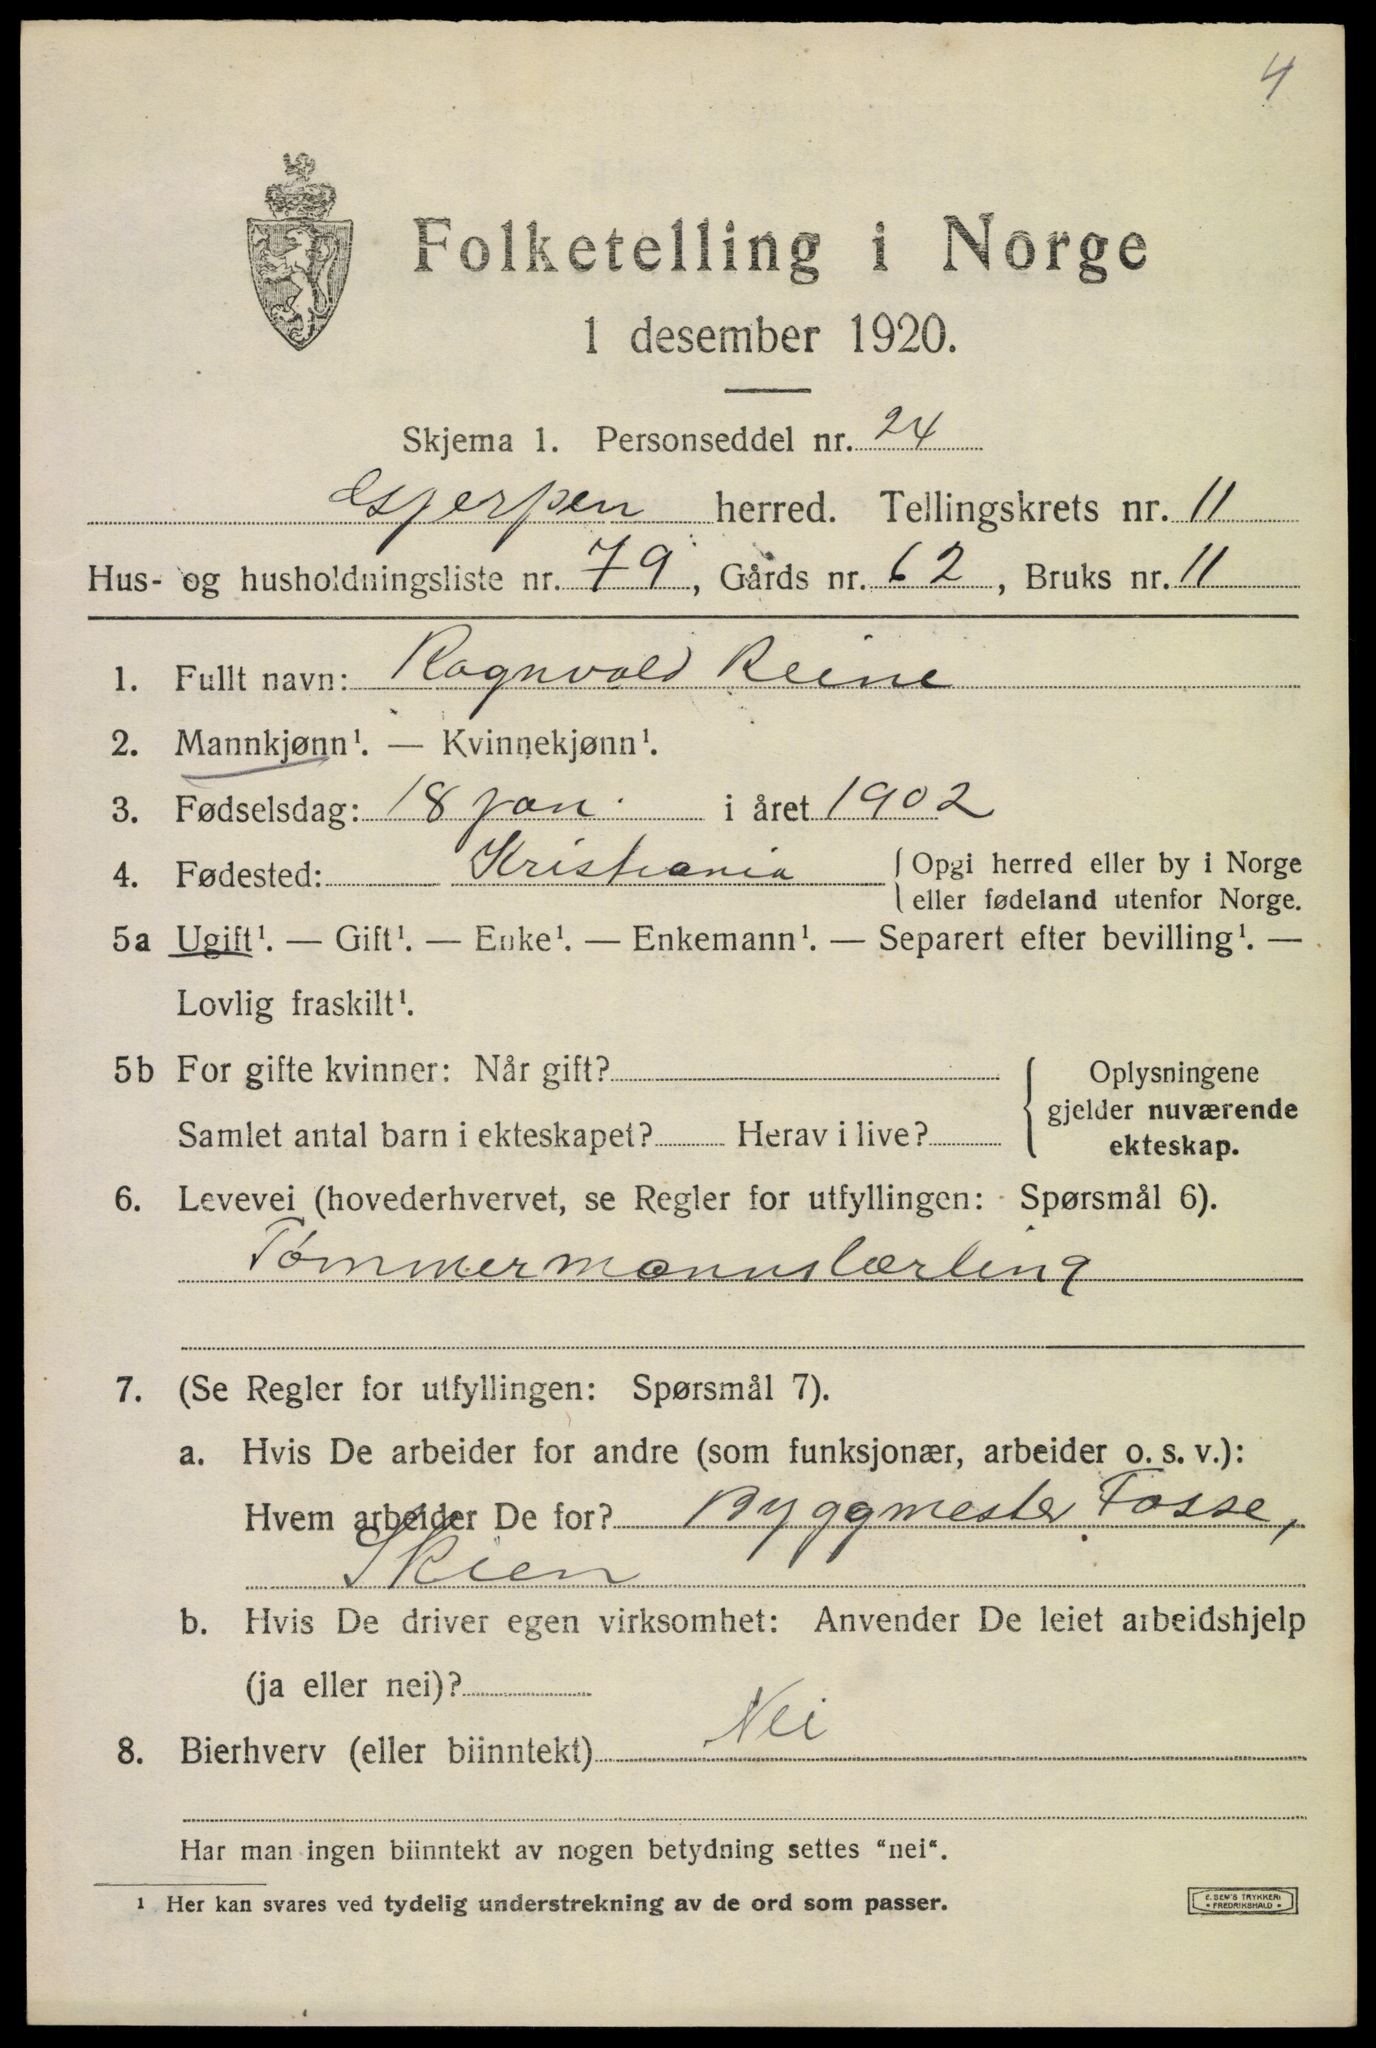 4
Folketelling i Norge
1 desember 1920.
Skjema 1. Personseddel nr. 24
Gjerpen herred. Tellingskrets nr. 11
Hus- og husholdningsliste nr. 79, Gårds nr. 62, Bruks nr. 11
1. Fullt navn: Ragnvald Reine
2. Mannkjønn¹. — Kvinnekjønn¹.
3. Fødselsdag: 18 jan. i året 1902
4. Fødested: Kristiania { Opgi herred eller by i Norge
eller fødeland utenfor Norge.
5a Ugift¹. — Gift¹. — Enke¹. — Enkemann¹. — Separert efter bevilling¹. —
Lovlig fraskilt¹.
5b For gifte kvinner: Når gift?
Samlet antal barn i ekteskapet? Herav i live?
Oplysningene
gjelder nuværende
ekteskap.
6. Levevei (hovederhvervet, se Regler for utfyllingen: Spørsmål 6).
Tømmermannslærling
7. (Se Regler for utfyllingen: Spørsmål 7).
a. Hvis De arbeider for andre (som funksjonær, arbeider o. s. v.):
Hvem arbeider De for? Byggmester Fosse,
Skien
b. Hvis De driver egen virksomhet: Anvender De leiet arbeidshjelp
(ja eller nei)?
8. Bierhverv (eller biinntekt) Nei
Har man ingen biinntekt av nogen betydning settes "nei".
¹ Her kan svares ved tydelig understrekning av de ord som passer.
E. SEM'S TRYKKERI
• FREDRIKSHALD •